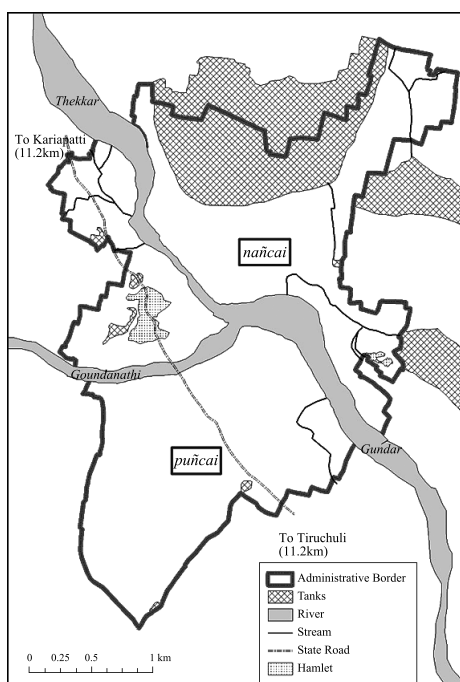 Thekkar
To Karianatti
(11.2km)
nañcai
Goundanathi
puñcai
Gundar
To Tiruchuli
(11.2km)
Administrative Border
Tanks
River
Stream
State Road
Hamlet
0 0.25 0.5 1 km